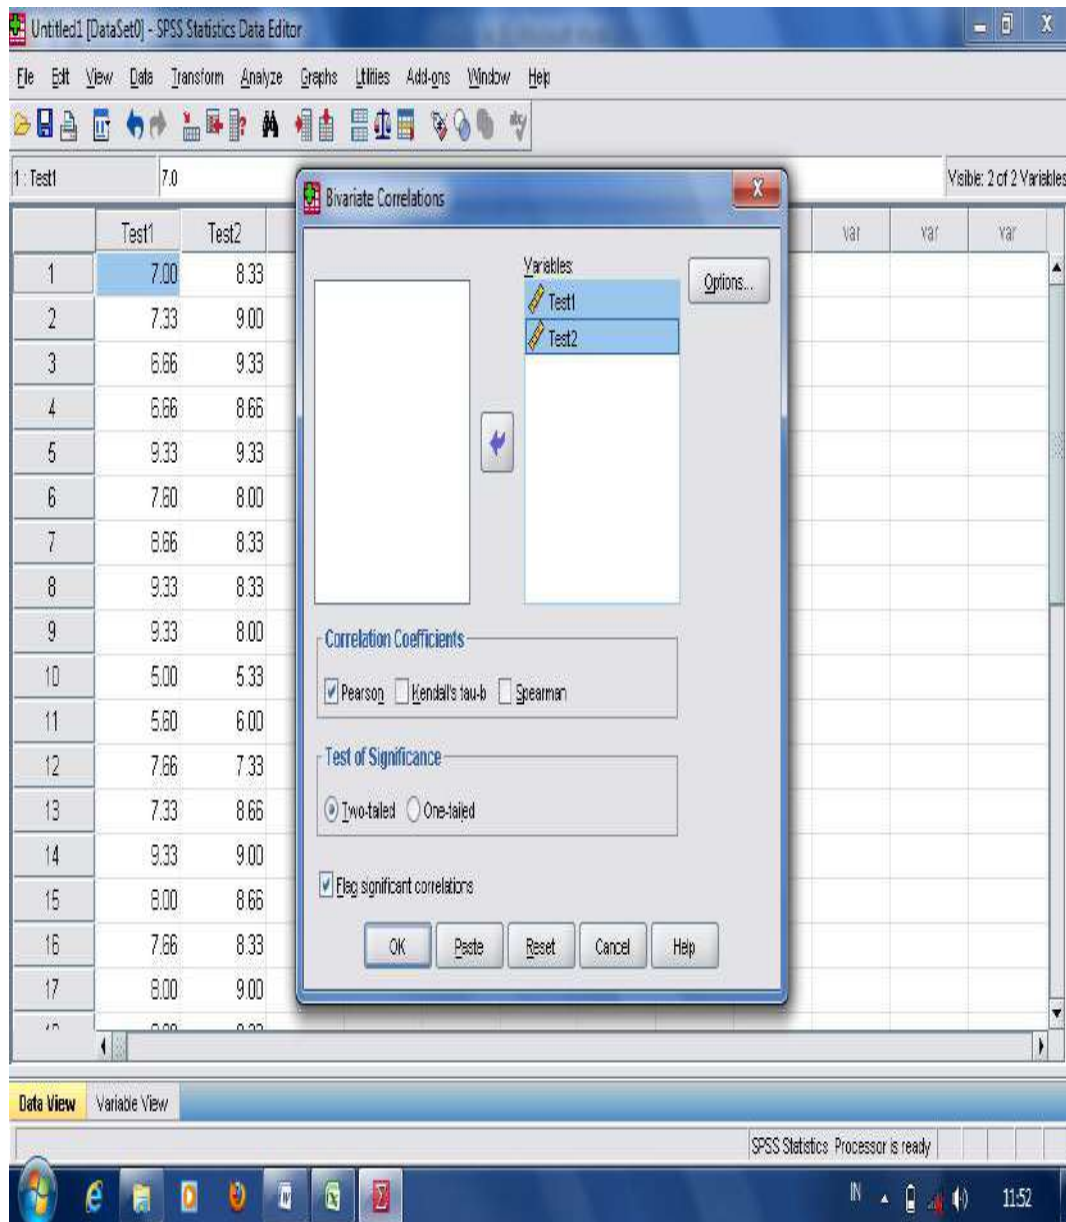 Untitled1 [DataSet0] - SPSS Statistics Data Editor
File Edit View Data Transform Analyze Graphs Utilities Add-ons Window Help
1 : Test1 7.0 Visible: 2 of 2 Variables
Test1 Test2 var var var
1 7.00 8.33
2 7.33 9.00
3 6.66 9.33
4 6.66 8.66
5 9.33 9.33
6 7.60 8.00
7 8.66 8.33
8 9.33 8.33
9 9.33 8.00
10 5.00 5.33
11 5.60 6.00
12 7.66 7.33
13 7.33 8.66
14 9.33 9.00
15 8.00 8.66
16 7.66 8.33
17 8.00 9.00
Bivariate Correlations
Variables:
Test1
Test2
Options...
Correlation Coefficients
Pearson Kendall's tau-b Spearman
Test of Significance
Two-tailed One-tailed
Flag significant correlations
OK Paste Reset Cancel Help
Data View Variable View
SPSS Statistics Processor is ready
IN 11:52